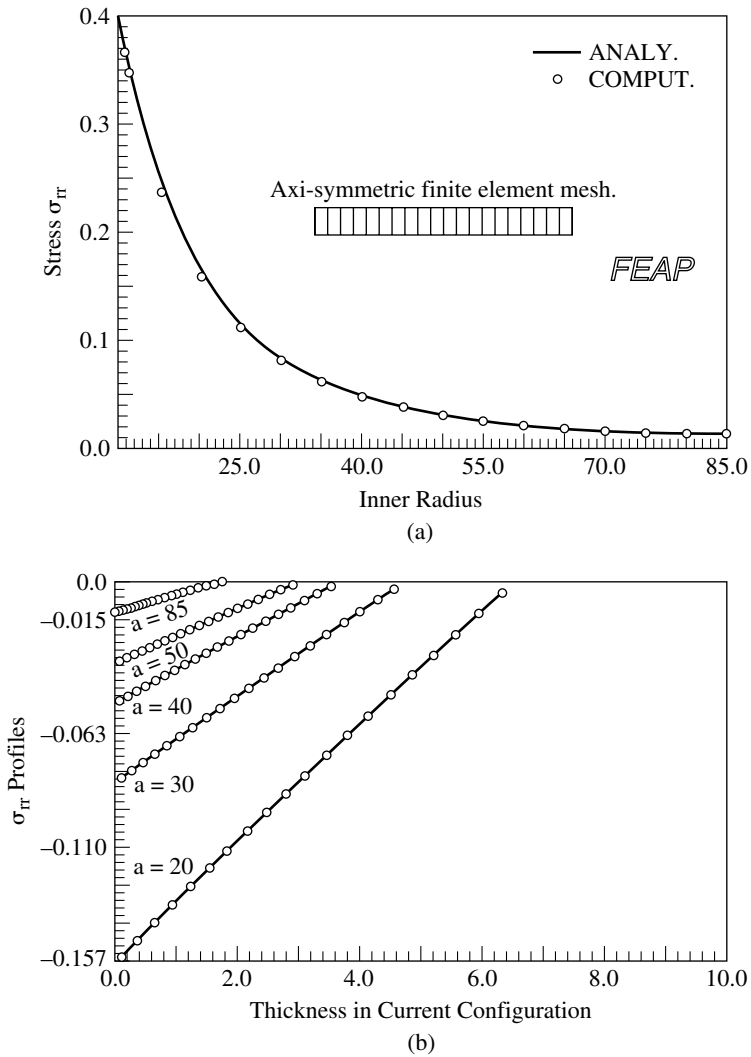 0.4
0.4
0.2
0.1
0.0
Stress σrr
ANALY.
COMPUT.
Axi-symmetric finite element mesh.
FEAP
25.0 40.0 55.0 70.0 85.0
Inner Radius
(a)
0.0
−0.015
−0.063
−0.110
−0.157
σrr Profiles
a = 85
a = 50
a = 40
a = 30
a = 20
0.0 2.0 4.0 6.0 8.0 10.0
Thickness in Current Configuration
(b)